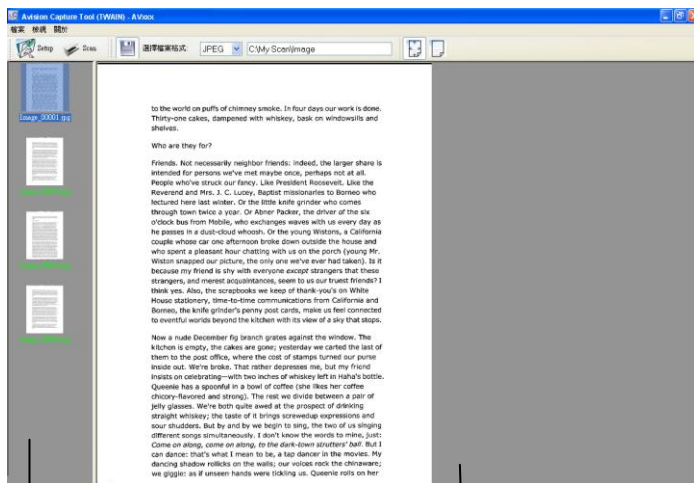 Avision Capture Tool (TWAIN) - AVxxx
檔案 檢視 關於
Setup Scan 選擇檔案格式: JPEG C:\My Scan\Image
Image_00001.jpg
to the world on puffs of chimney smoke. In four days our work is done.
Thirty-one cakes, dampened with whiskey, bask on windowsills and
shelves.
Who are they for?
Friends. Not necessarily neighbor friends: indeed, the larger share is
intended for persons we've met maybe once, perhaps not at all.
People who've struck our fancy. Like President Roosevelt. Like the
Reverend and Mrs. J. C. Lucey, Baptist missionaries to Borneo who
lectured here last winter. Or the little knife grinder who comes
through town twice a year. Or Abner Packer, the driver of the six
o'clock bus from Mobile, who exchanges waves with us every day as
he passes in a dust-cloud whoosh. Or the young Wistons, a California
couple whose car one afternoon broke down outside the house and
who spent a pleasant hour chatting with us on the porch (young Mr.
Wiston snapped our picture, the only one we've ever had taken). Is it
because my friend is shy with everyone except strangers that these
strangers, and merest acquaintances, seem to us our truest friends? I
think yes. Also, the scrapbooks we keep of thank-you's on White
House stationery, time-to-time communications from California and
Borneo, the knife grinder's penny post cards, make us feel connected
to eventful worlds beyond the kitchen with its view of a sky that stops.
Now a nude December fig branch grates against the window. The
kitchen is empty, the cakes are gone; yesterday we carted the last of
them to the post office, where the cost of stamps turned our purse
inside out. We're broke. That rather depresses me, but my friend
insists on celebrating—with two inches of whiskey left in Haha's bottle.
Queenie has a spoonful in a bowl of coffee (she likes her coffee
chicory-flavored and strong). The rest we divide between a pair of
jelly glasses. We're both quite awed at the prospect of drinking
straight whiskey; the taste of it brings screwedup expressions and
sour shudders. But by and by we begin to sing, the two of us singing
different songs simultaneously. I don't know the words to mine, just:
Come on along, come on along, to the dark-town strutters' ball. But I
can dance: that's what I mean to be, a tap dancer in the movies. My
dancing shadow rollicks on the walls; our voices rock the chinaware;
we giggle: as if unseen hands were tickling us. Queenie rolls on her